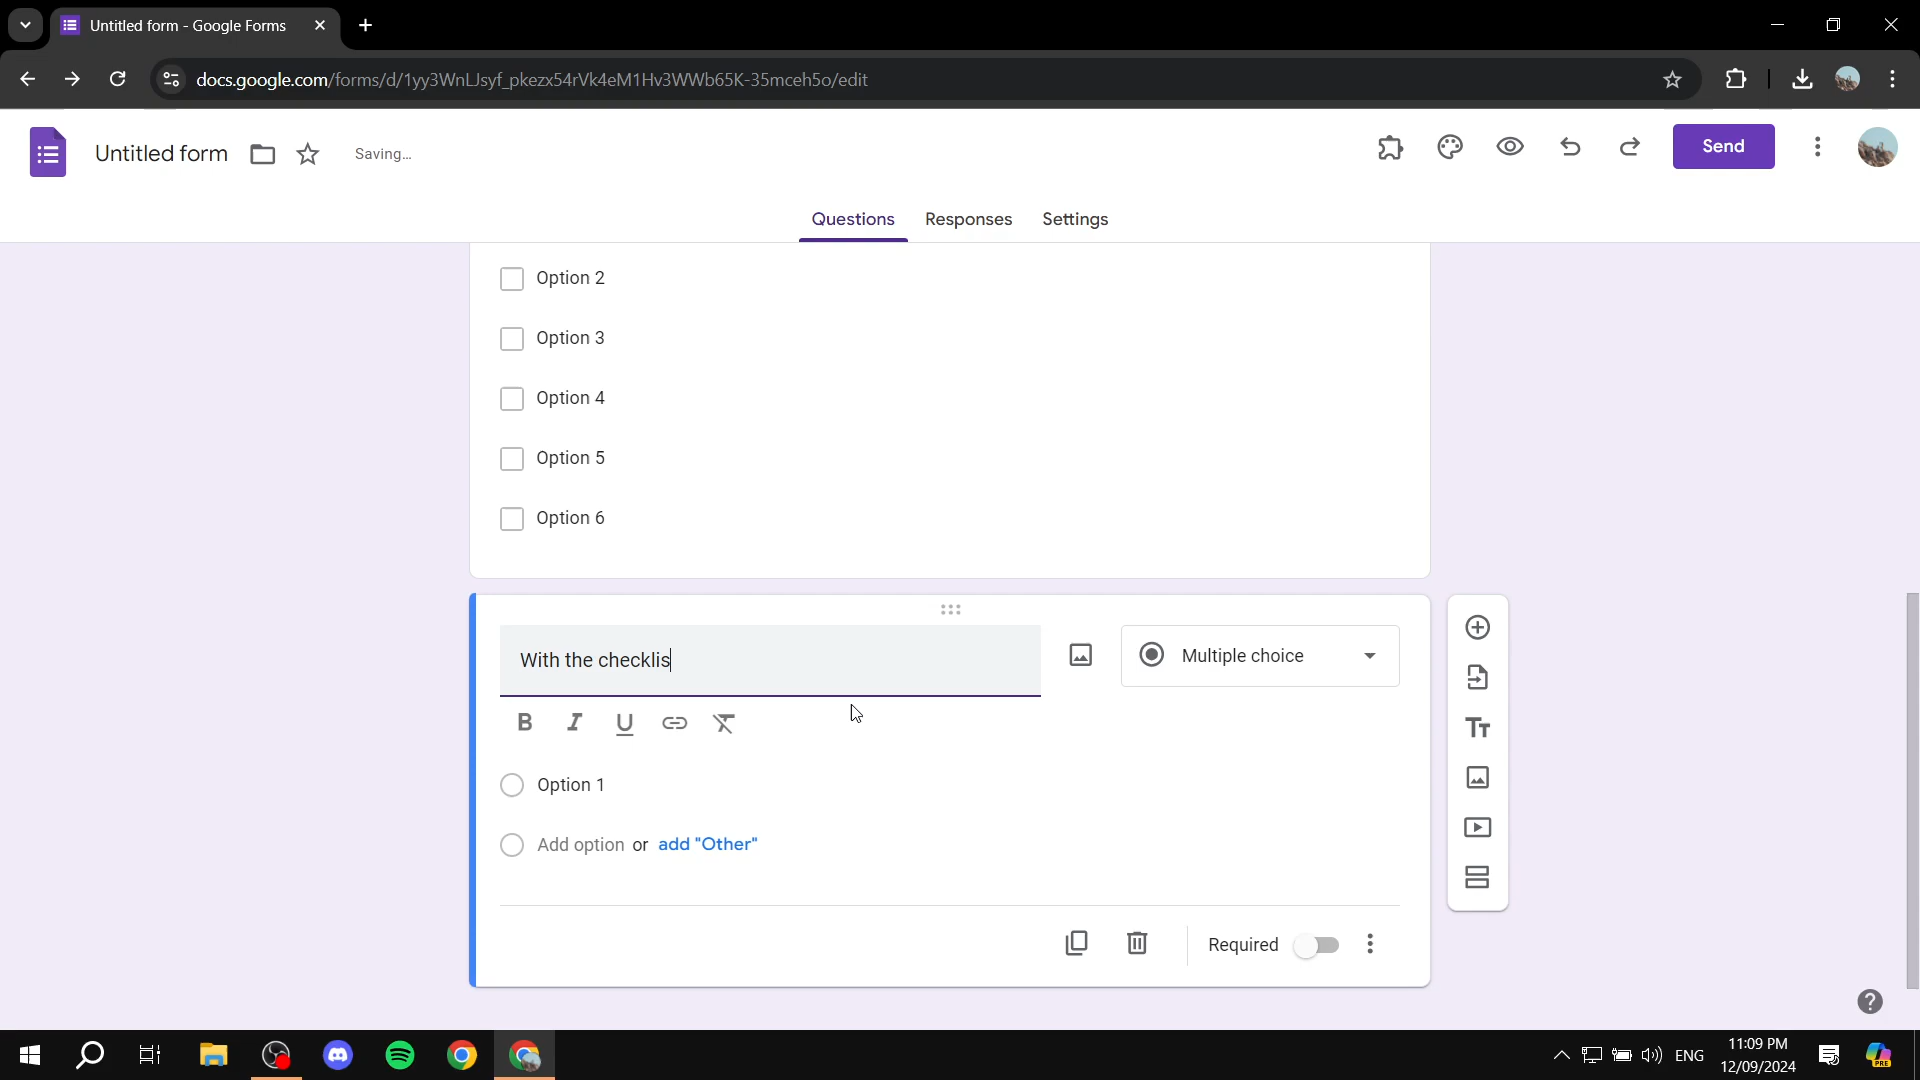 Untitled form - Google Forms
docs.google.com/forms/d/1yy3WnLJsyf_pkezx54rVk4eM1Hv3WWb65K-35mceh5o/edit
Untitled form
Saving...
Send
Questions
Responses
Settings
Option 2
Option 3
Option 4
Option 5
Option 6
With the checklis
Multiple choice
B I U
Tt
Option 1
Add option or add "Other"
Required
ENG
11:09 PM
12/09/2024
PRE